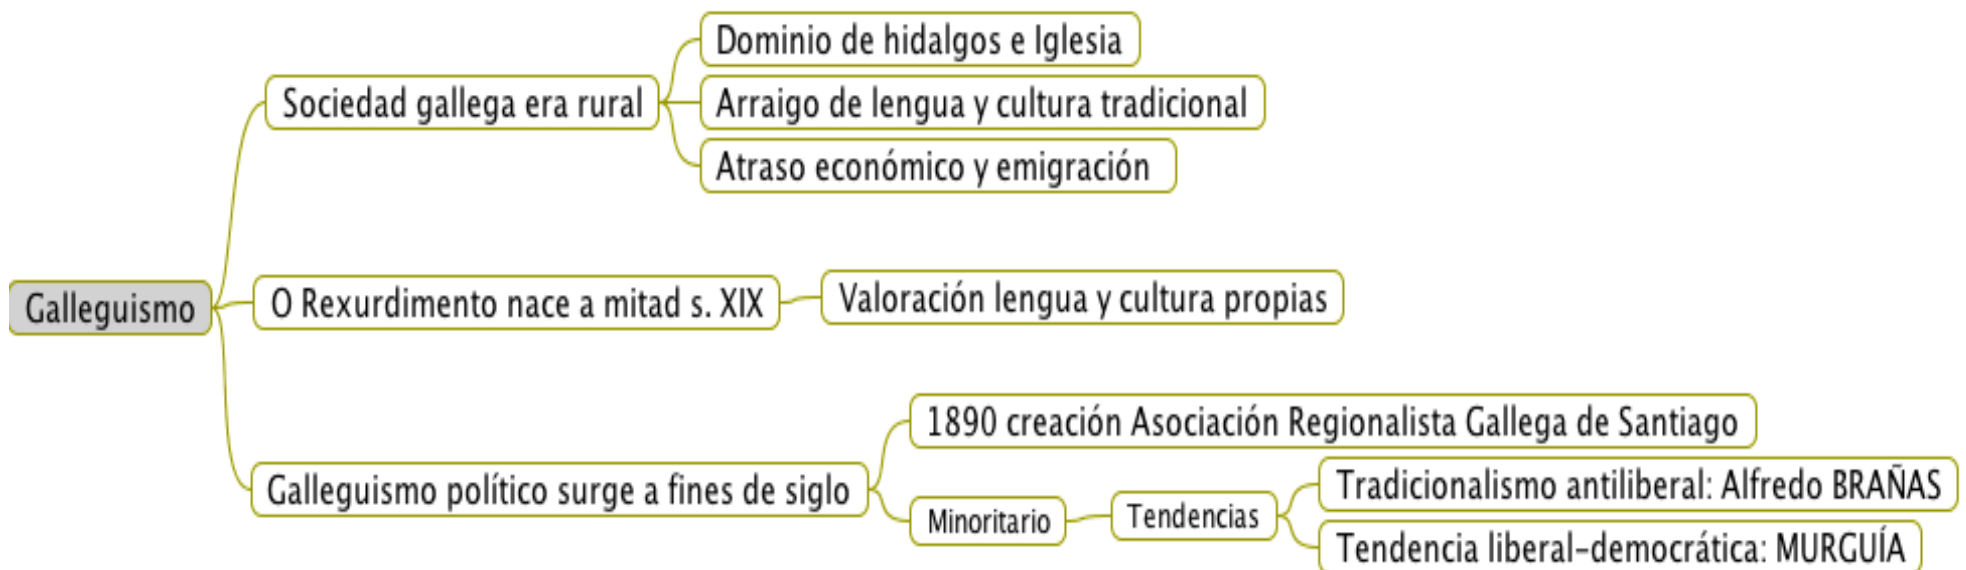 Galleguismo
Sociedad gallega era rural
Dominio de hidalgos e Iglesia
Arraigo de lengua y cultura tradicional
Atraso económico y emigración
O Rexurdimento nace a mitad s. XIX
Valoración lengua y cultura propias
Galleguismo político surge a fines de siglo
1890 creación Asociación Regionalista Gallega de Santiago
Minoritario
Tendencias
Tradicionalismo antiliberal: Alfredo BRAÑAS
Tendencia liberal-democrática: MURGUÍA